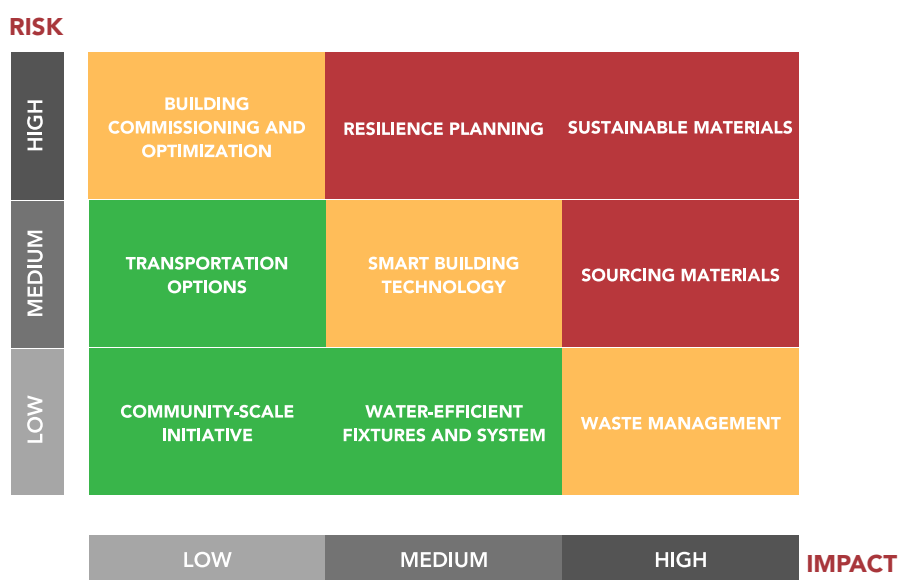 RISK
HIGH
BUILDING
COMMISSIONING AND
OPTIMIZATION
RESILIENCE PLANNING
SUSTAINABLE MATERIALS
MEDIUM
TRANSPORTATION
OPTIONS
SMART BUILDING
TECHNOLOGY
SOURCING MATERIALS
LOW
COMMUNITY-SCALE
INITIATIVE
WATER-EFFICIENT
FIXTURES AND SYSTEM
WASTE MANAGEMENT
LOW
MEDIUM
HIGH
IMPACT